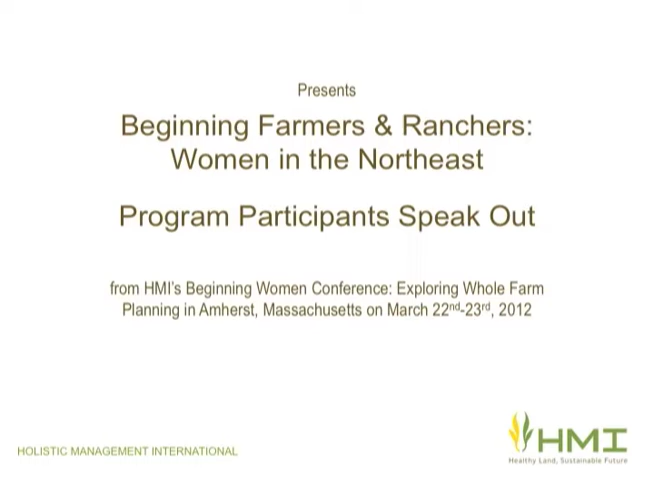 Presents
Beginning Farmers & Ranchers:
Women in the Northeast
Program Participants Speak Out
from HMI's Beginning Women Conference: Exploring Whole Farm
Planning in Amherst, Massachusetts on March 22nd-23rd, 2012
HMI
Healthy Land, Sustainable Future
HOLISTIC MANAGEMENT INTERNATIONAL